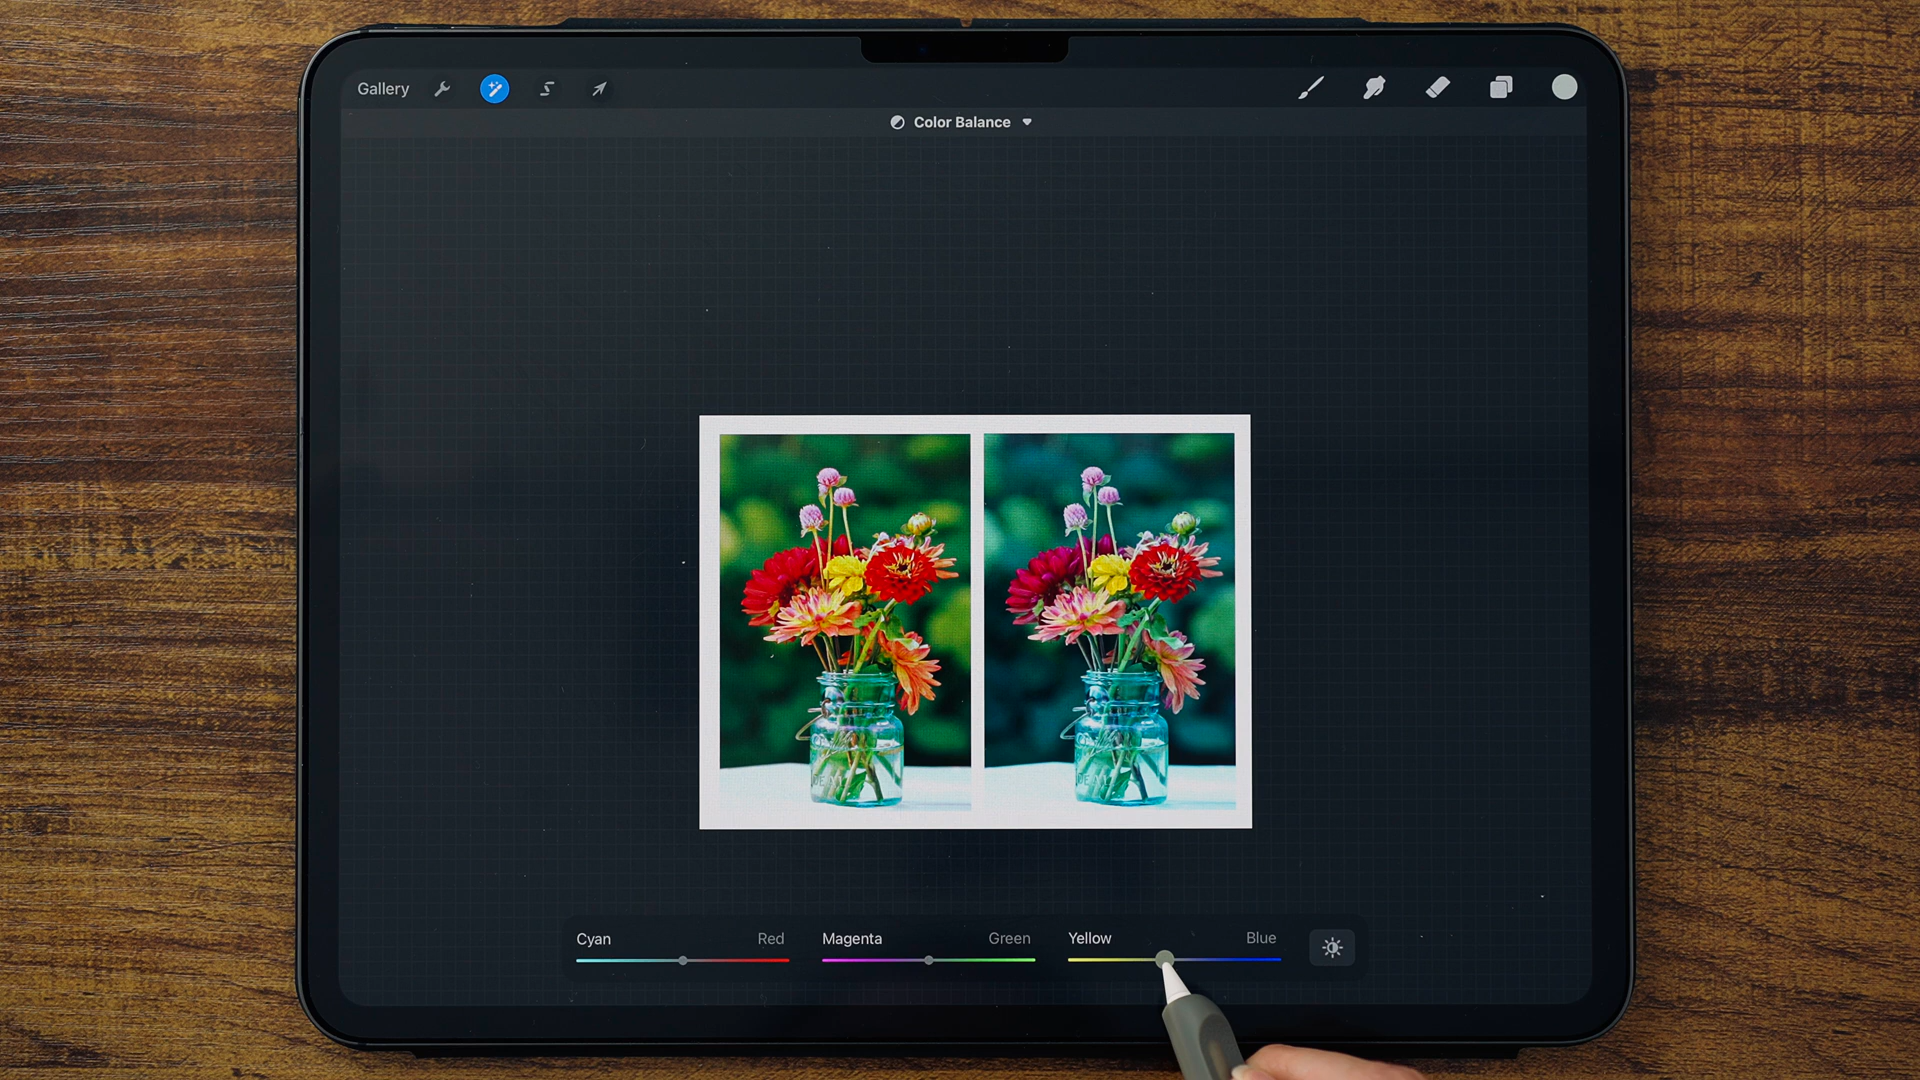 Gallery
Color Balance
Cyan Red Magenta Green Yellow Blue